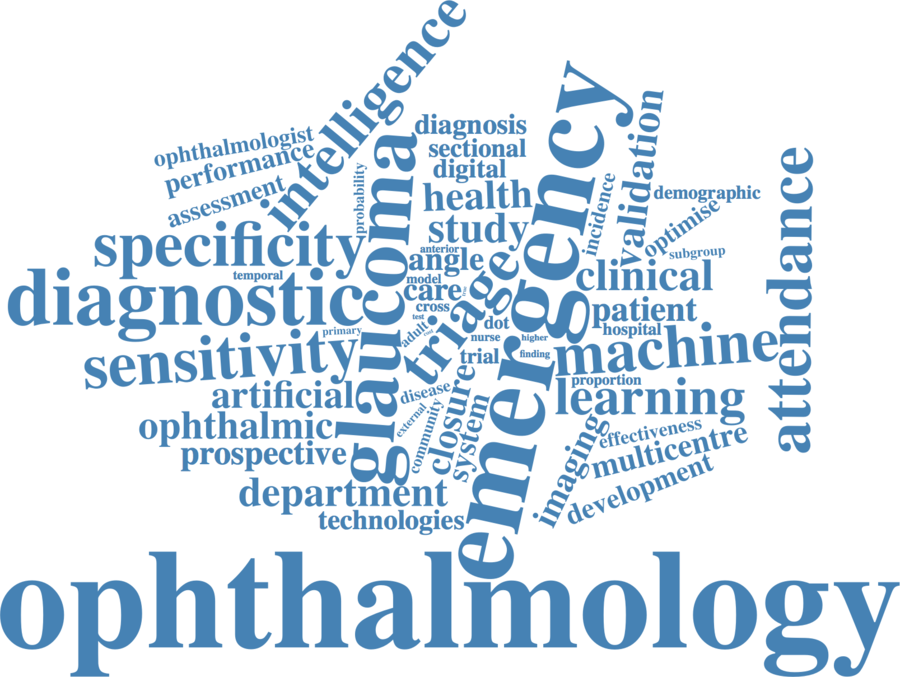 intelligence
ophthalmologist
performance
assessment
probability
glaucoma
diagnosis
sectional
digital
health
study
emergency
incidence
validation
demographic
optimise
subgroup
attendance
specificity
temporal
diagnostic
primary
sensitivity
artificial
ophthalmic
prospective
department
technologies
anterior
angle
model
care
cross
test
adult
triage
dot
nurse
trial
higher
finding
clinical
patient
hospital
machine
proportion
learning
disease
external
community
closure
system
imaging
effectiveness
multicentre
development
ophthalmology